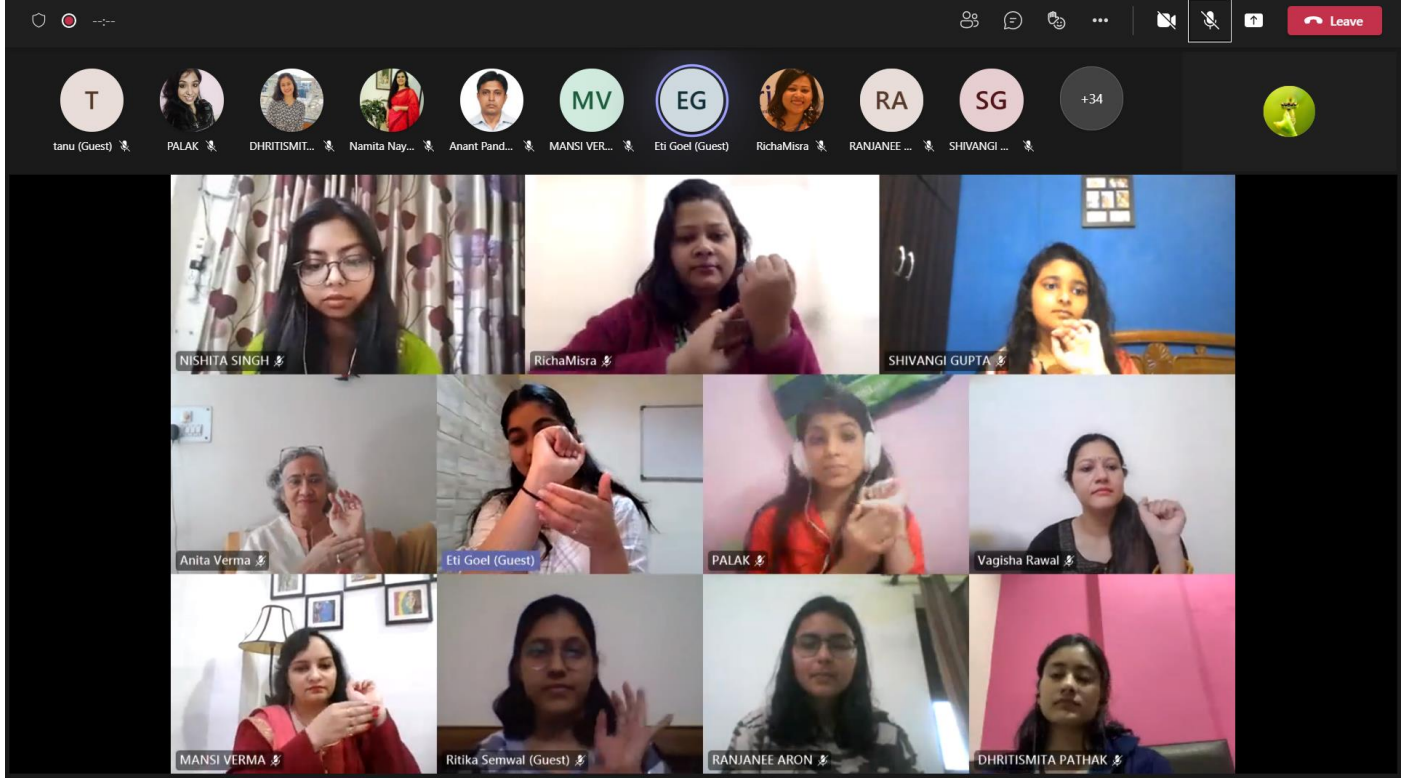 --:--
Leave
T
MV
EG
RA
SG
+34
tanu (Guest)
PALAK
DHRITISMIT...
Namita Nay...
Anant Pand...
MANSI VER...
Eti Goel (Guest)
RichaMisra
RANJANEE ...
SHIVANGI ...
NISHITA SINGH
RichaMisra
SHIVANGI GUPTA
Anita Verma
Eti Goel (Guest)
PALAK
Vagisha Rawal
MANSI VERMA
Ritika Semwal (Guest)
RANJANEE ARON
DHRITISMITA PATHAK